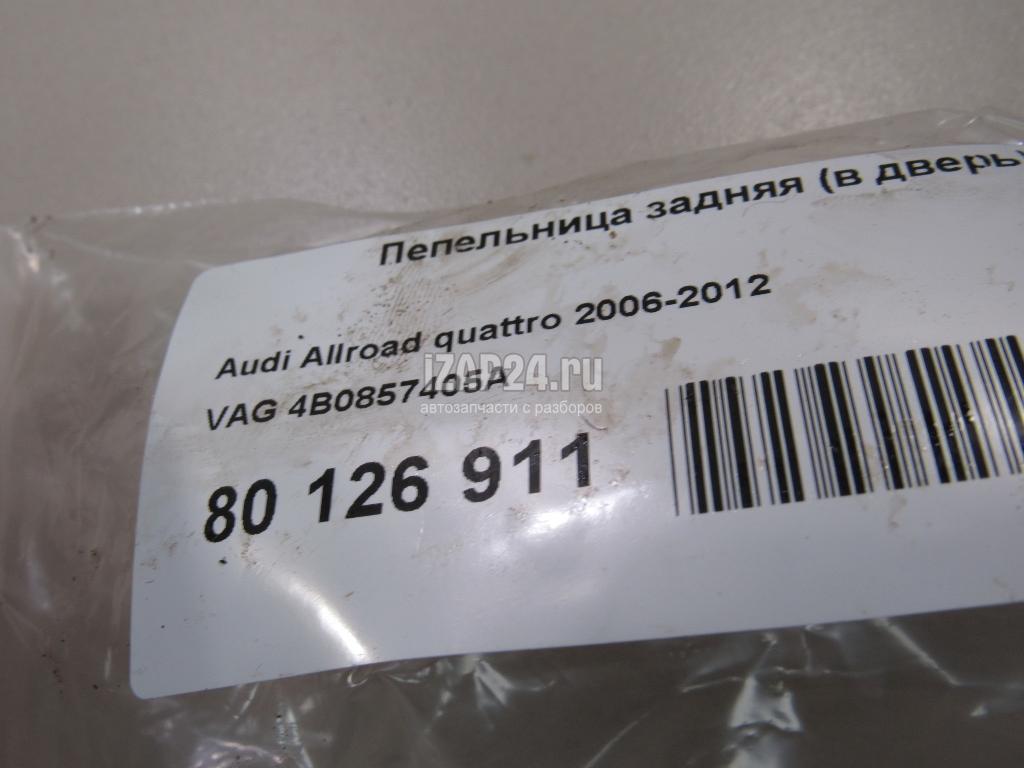 Пепельница задняя (в дверь)
Audi Allroad quattro 2006-2012
VAG 4B0857405A
80 126 911
iZAP24.ru
автозапчасти с разборов